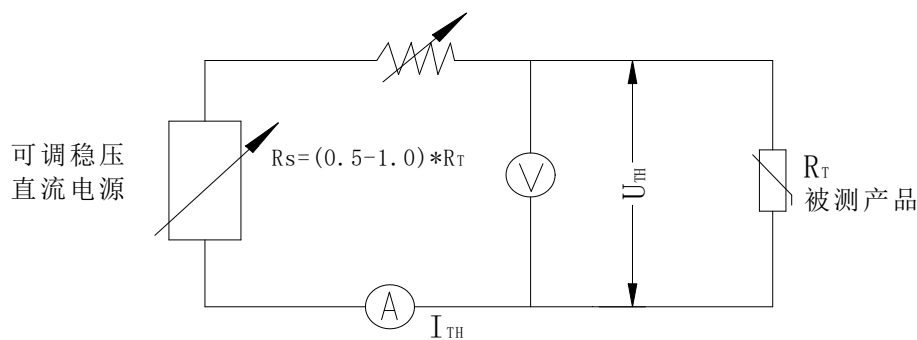 可调稳压
直流电源
Rs=(0.5-1.0)*RT
V
UTH
RT
被测产品
A
ITH